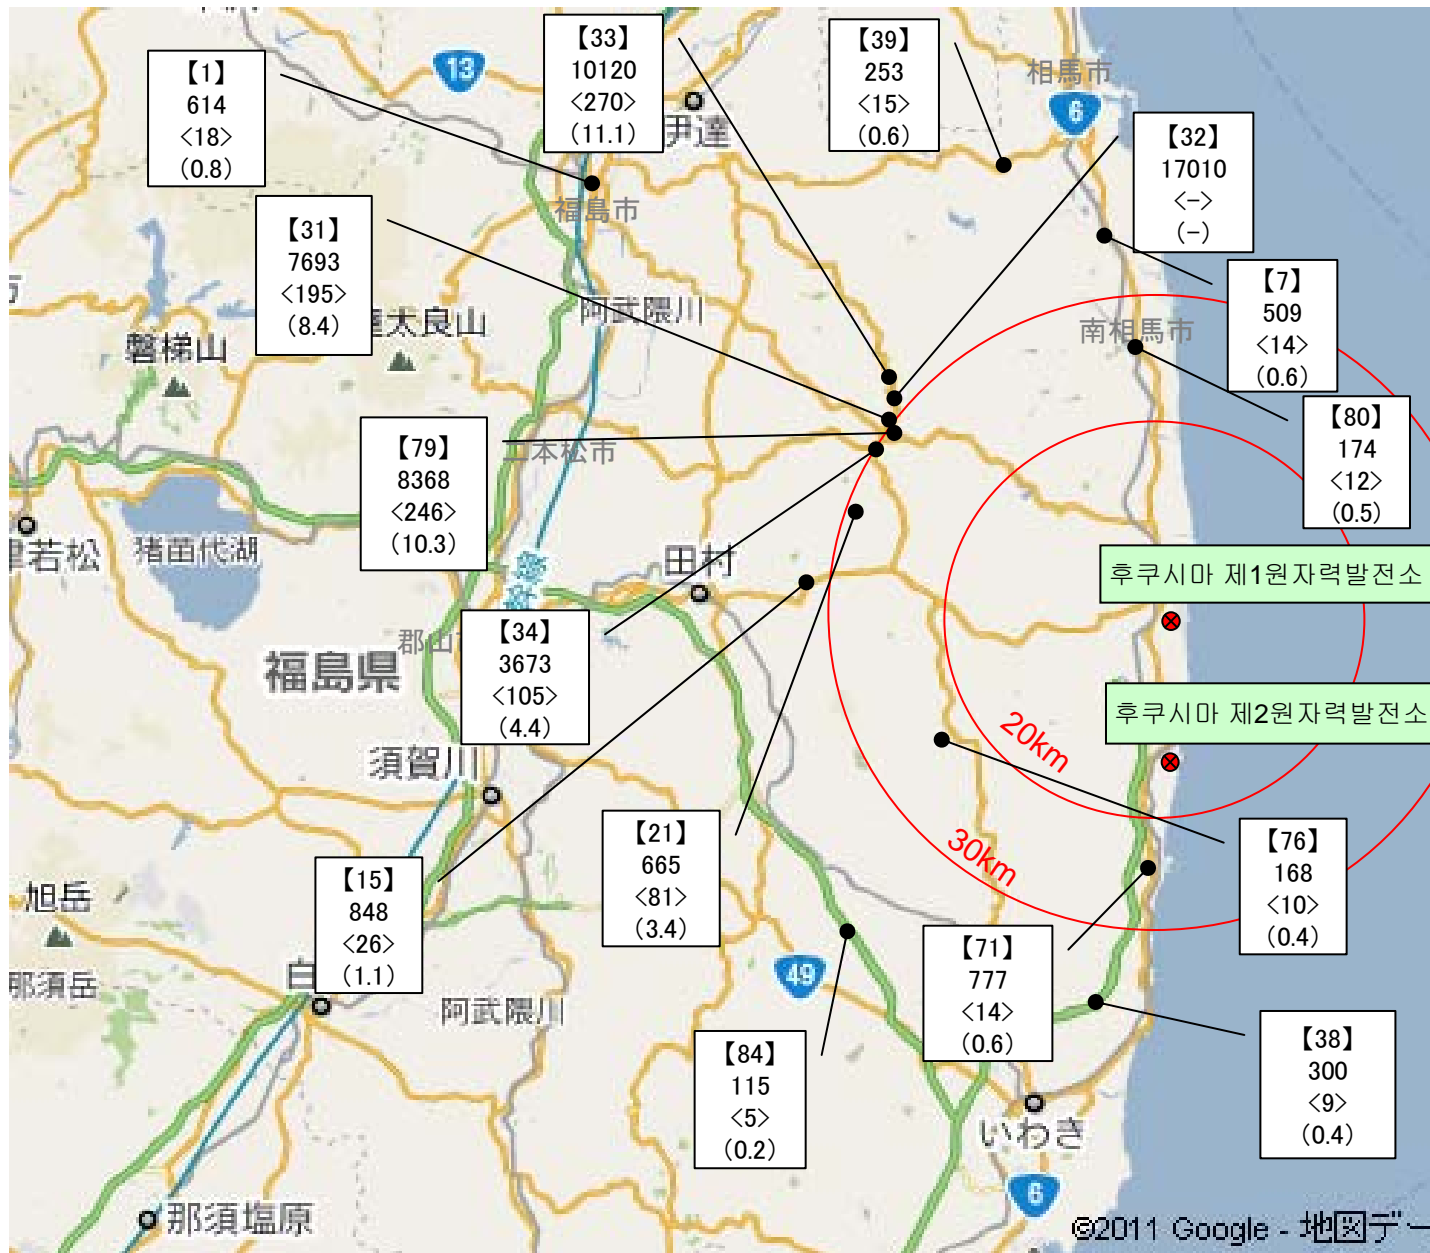 【1】
614
<18>
(0.8)
13
【33】
10120
<270>
(11.1)
伊達
【39】
253
<15>
(0.6)
相馬市
6
【32】
17010
<->
(-)
福島市
【31】
7693
<195>
(8.4)
太良山
阿武隈川
磐梯山
【7】
509
<14>
(0.6)
南相馬市
【80】
174
<12>
(0.5)
【79】
8368
<246>
(10.3)
二本松市
若松
猪苗代湖
田村
후쿠시마 제1원자력발전소
【34】
3673
<105>
(4.4)
郡山
福島県
후쿠시마 제2원자력발전소
20km
須賀川
30km
【21】
665
<81>
(3.4)
【76】
168
<10>
(0.4)
【15】
848
<26>
(1.1)
旭岳
那須岳
白
49
阿武隈川
【71】
777
<14>
(0.6)
【84】
115
<5>
(0.2)
【38】
300
<9>
(0.4)
いわき
6
那須塩原
©2011 Google - 地図デー